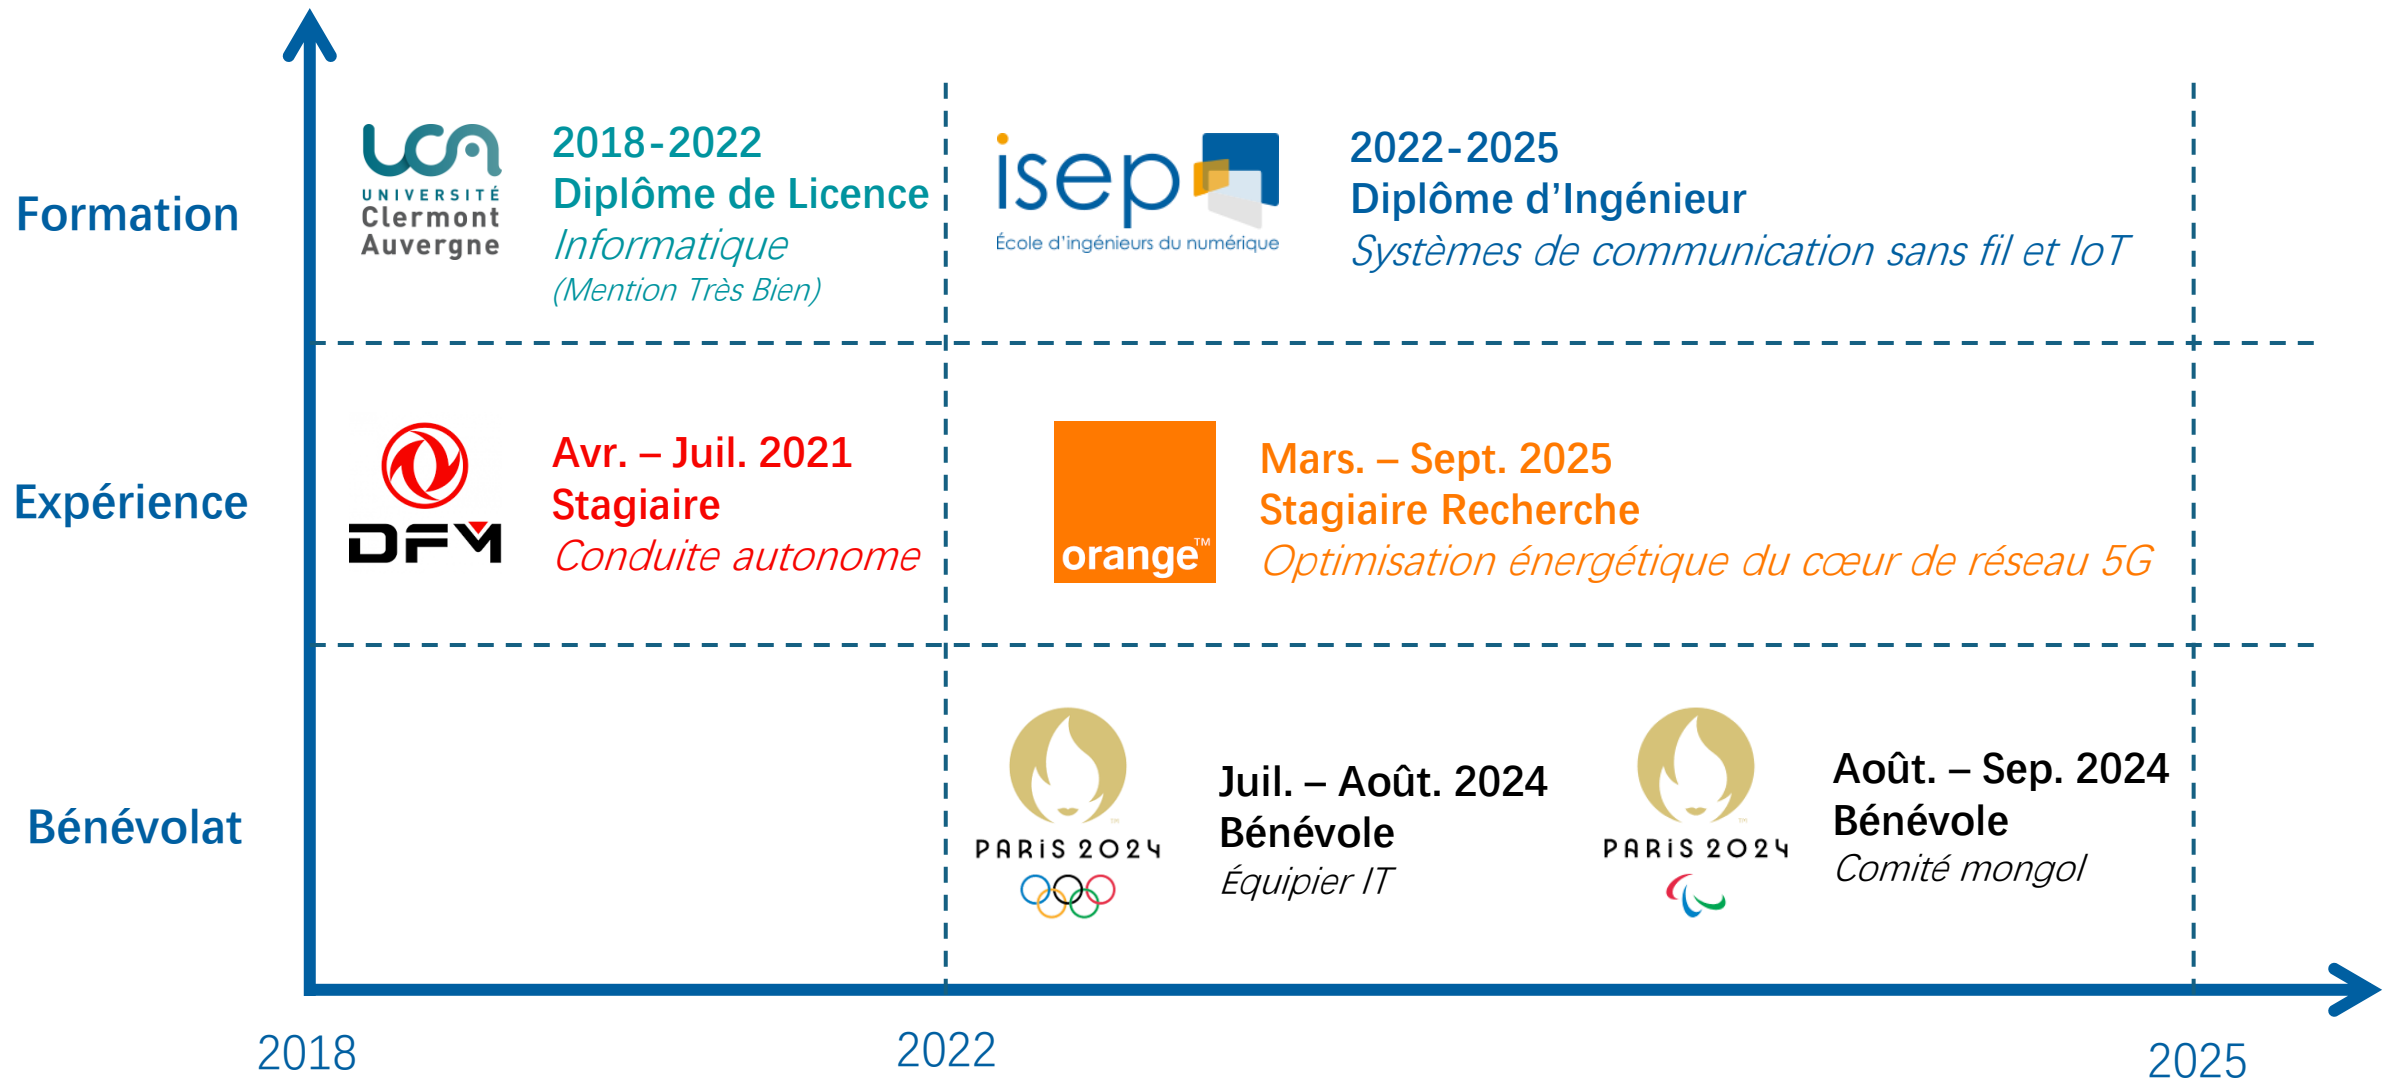 Formation
UCA
UNIVERSITÉ
Clermont
Auvergne
2018-2022
Diplôme de Licence
Informatique
(Mention Très Bien)
isep
École d'ingénieurs du numérique
2022-2025
Diplôme d'Ingénieur
Systèmes de communication sans fil et IoT
Expérience
DFM
Avr. – Juil. 2021
Stagiaire
Conduite autonome
orange™
Mars. – Sept. 2025
Stagiaire Recherche
Optimisation énergétique du cœur de réseau 5G
Bénévolat
PARIS 2024
Juil. – Août. 2024
Bénévole
Équipier IT
PARIS 2024
Août. – Sep. 2024
Bénévole
Comité mongol
2018
2022
2025